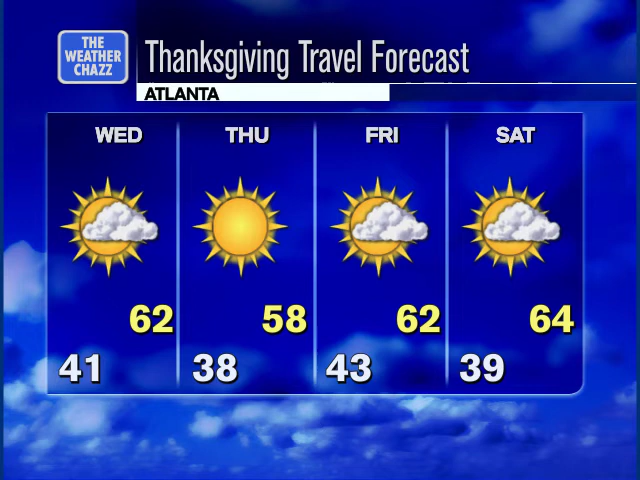 THE
WEATHER
CHAZZ
Thanksgiving Travel Forecast
ATLANTA
WED THU FRI SAT
62 58 62 64
41 38 43 39